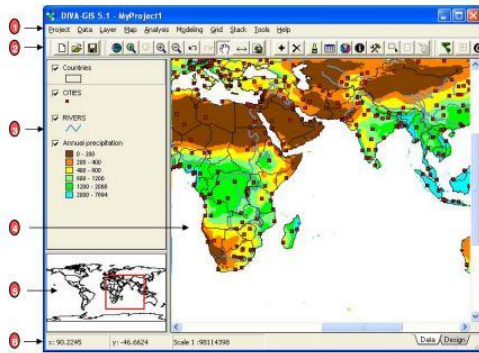 DIVA-GIS 5.1 - MyProject1
Project Data Layer Map Analysis Modeling Grid Stack Tools Help
Countries
CITIES
RIVERS
Annual precipitation
0 - 200
200 - 400
400 - 800
800 - 1200
1200 - 2000
2000 - 7694
x: 90.2245 y: -46.6624 Scale 1 :98114398
Data Design
1
2
3
4